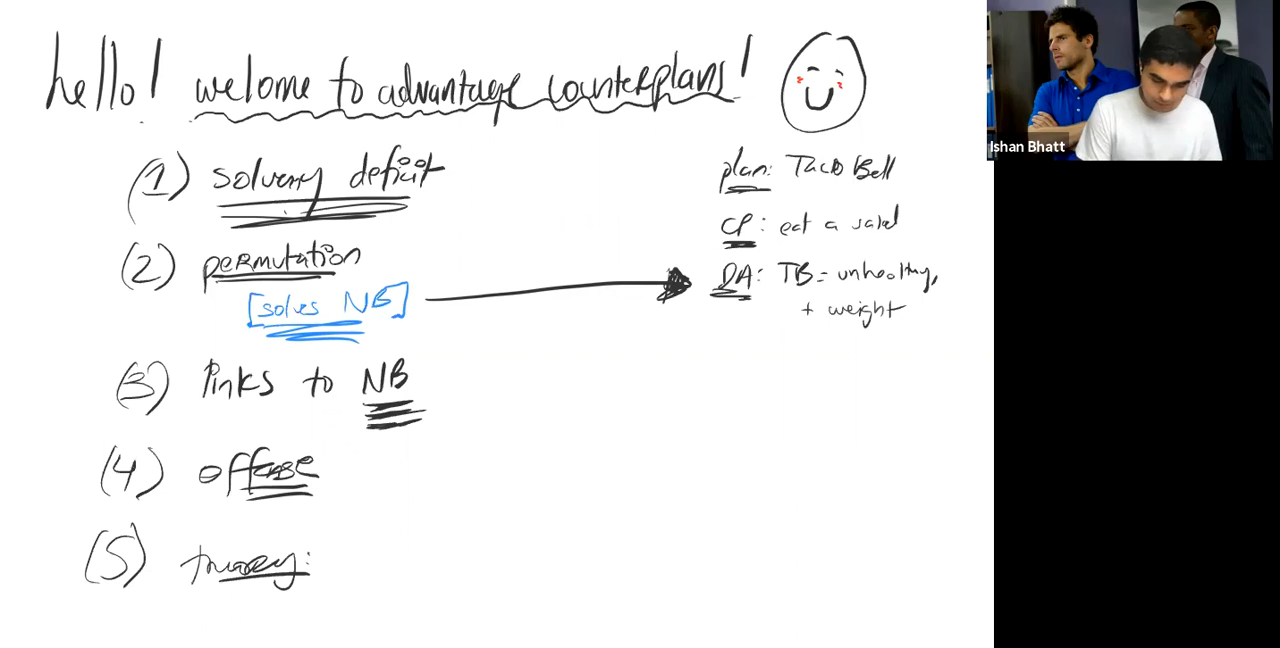 hello! welome to advantage counterplans!
(1) solvency deficit
(2) permutation
[solves NB]
(3) links to NB
(4) offense
(5) theory:
plan: Taco Bell
CP: eat a salad
DA: TB = unhealthy,
+ weight
Ishan Bhatt